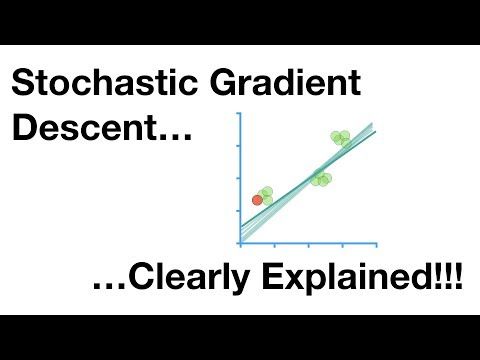 Stochastic Gradient
Descent…
…Clearly Explained!!!